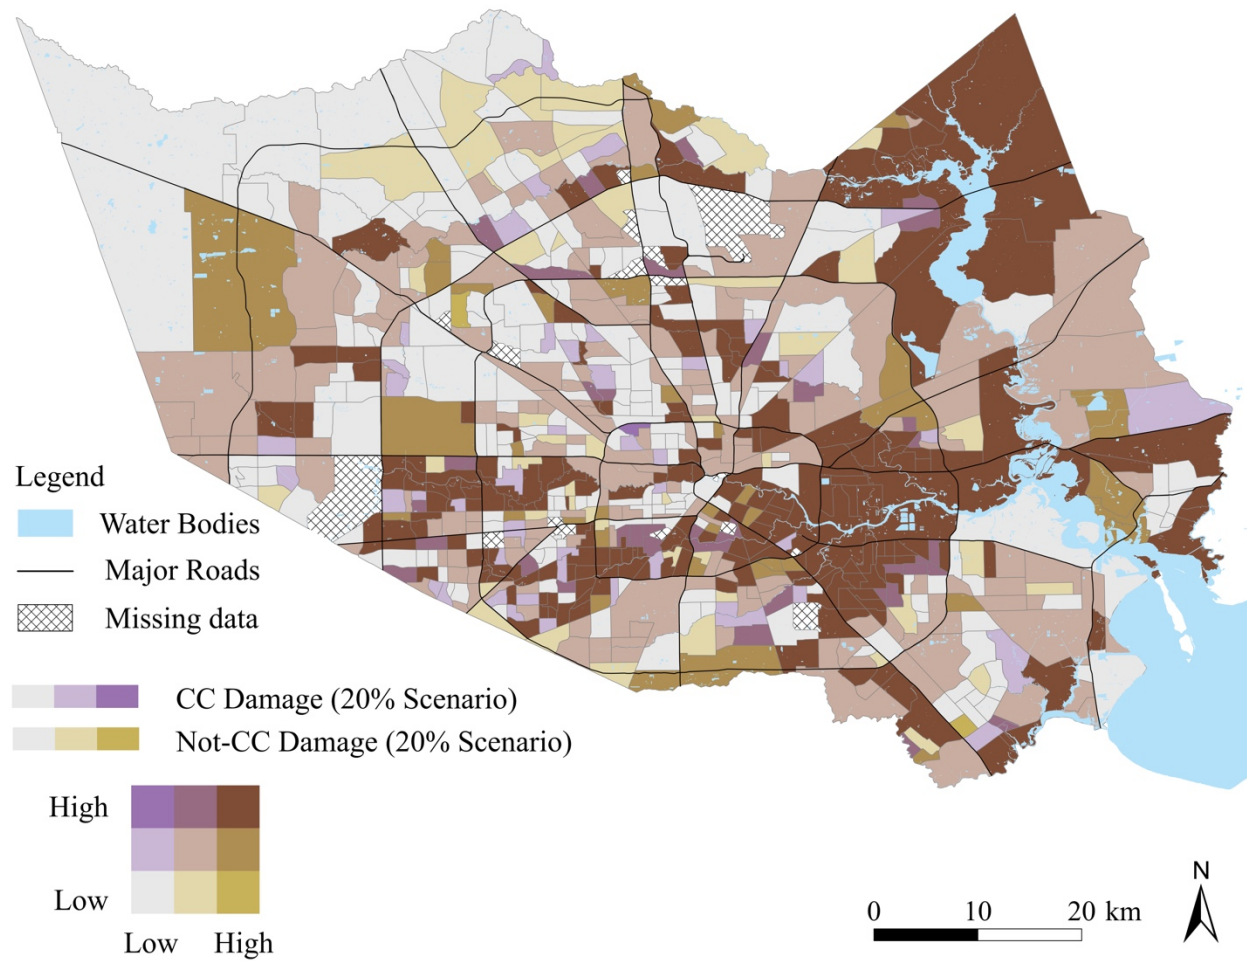 Legend
Water Bodies
Major Roads
Missing data
CC Damage (20% Scenario)
Not-CC Damage (20% Scenario)
High
Low
Low High
0 10 20 km
N